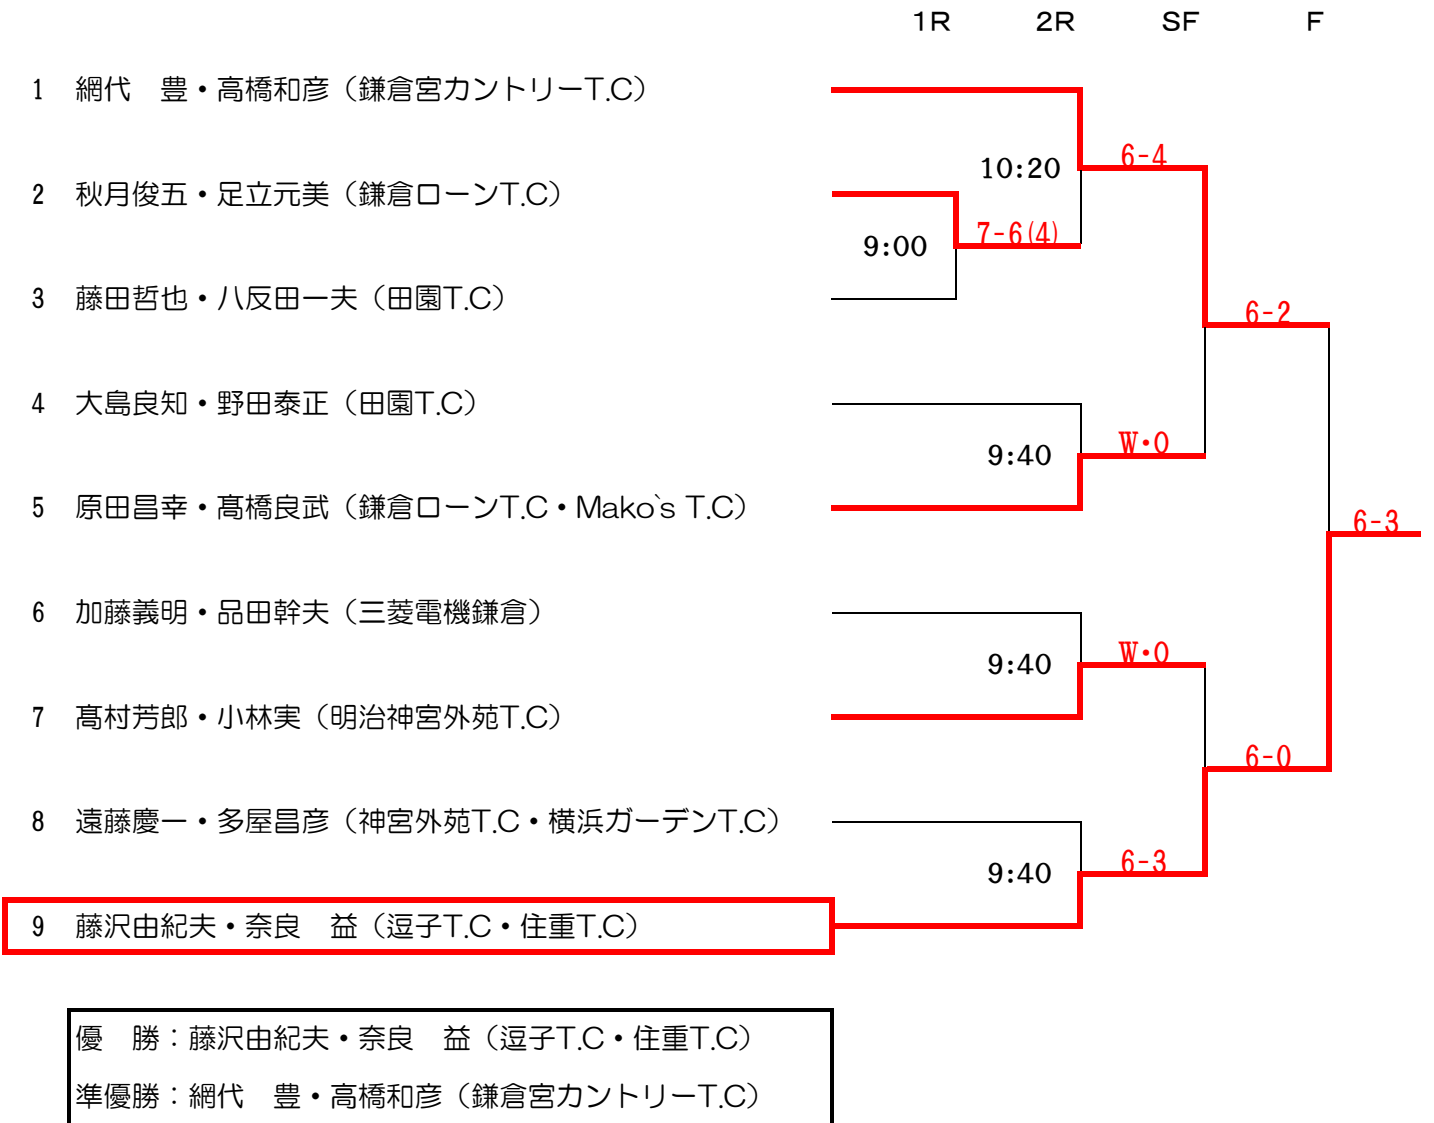 1R 2R SF F
1 網代　豊・高橋和彦（鎌倉宮カントリーT.C）
10:20 6-4
2 秋月俊五・足立元美（鎌倉ローンT.C）
9:00 7-6(4)
3 藤田哲也・八反田一夫（田園T.C）
6-2
4 大島良知・野田泰正（田園T.C）
9:40 W・O
5 原田昌幸・髙橋良武（鎌倉ローンT.C・Mako`s T.C）
6-3
6 加藤義明・品田幹夫（三菱電機鎌倉）
9:40 W・O
7 髙村芳郎・小林実（明治神宮外苑T.C）
6-0
8 遠藤慶一・多屋昌彦（神宮外苑T.C・横浜ガーデンT.C）
9:40 6-3
9 藤沢由紀夫・奈良　益（逗子T.C・住重T.C）
優　勝：藤沢由紀夫・奈良　益（逗子T.C・住重T.C）
準優勝：網代　豊・高橋和彦（鎌倉宮カントリーT.C）